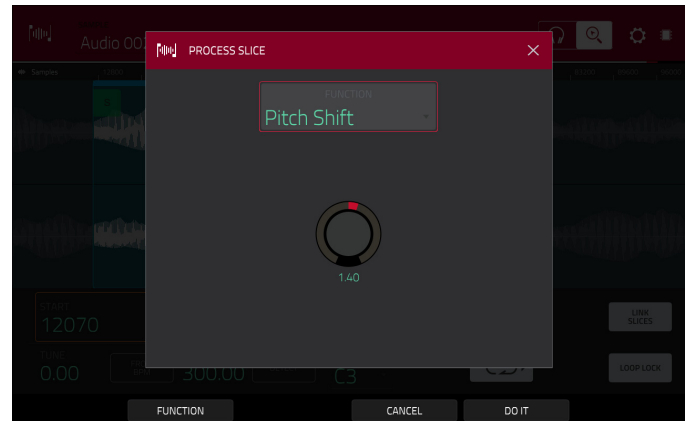 Audio 002
PROCESS SLICE
Samples
FUNCTION
Pitch Shift
1.40
START
12070
LINK
SLICES
TUNE
0.00
300.00
C3
LOOP LOCK
FUNCTION
CANCEL
DO IT